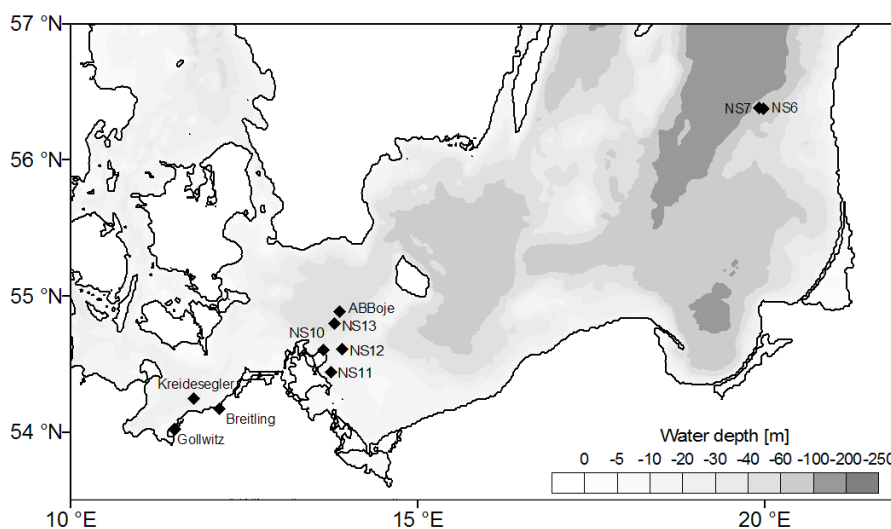 57 °N
NS7 NS6
56 °N
55 °N
ABBoje
NS13
NS10
NS12
NS11
Kreidesegler
Breitling
54 °N
Gollwitz
Water depth [m]
0 -5 -10 -20 -30 -40 -60 -100 -200 -250
10 °E 15 °E 20 °E